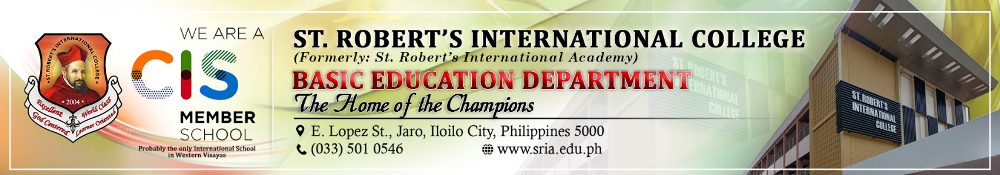 ST. ROBERT'S INTERNATIONAL COLLEGE
★ 2004 ★
Excellent World Class
God Centered Learner Oriented
WE ARE A
CIS
MEMBER
SCHOOL
Probably the only International School
in Western Visayas
ST. ROBERT'S INTERNATIONAL COLLEGE
(Formerly: St. Robert's International Academy)
BASIC EDUCATION DEPARTMENT
The Home of the Champions
E. Lopez St., Jaro, Iloilo City, Philippines 5000
(033) 501 0546
www.sria.edu.ph
ST. ROBERT'S
INTERNATIONAL
COLLEGE
ST. ROBERT'S
INTERNATIONAL
COLLEGE